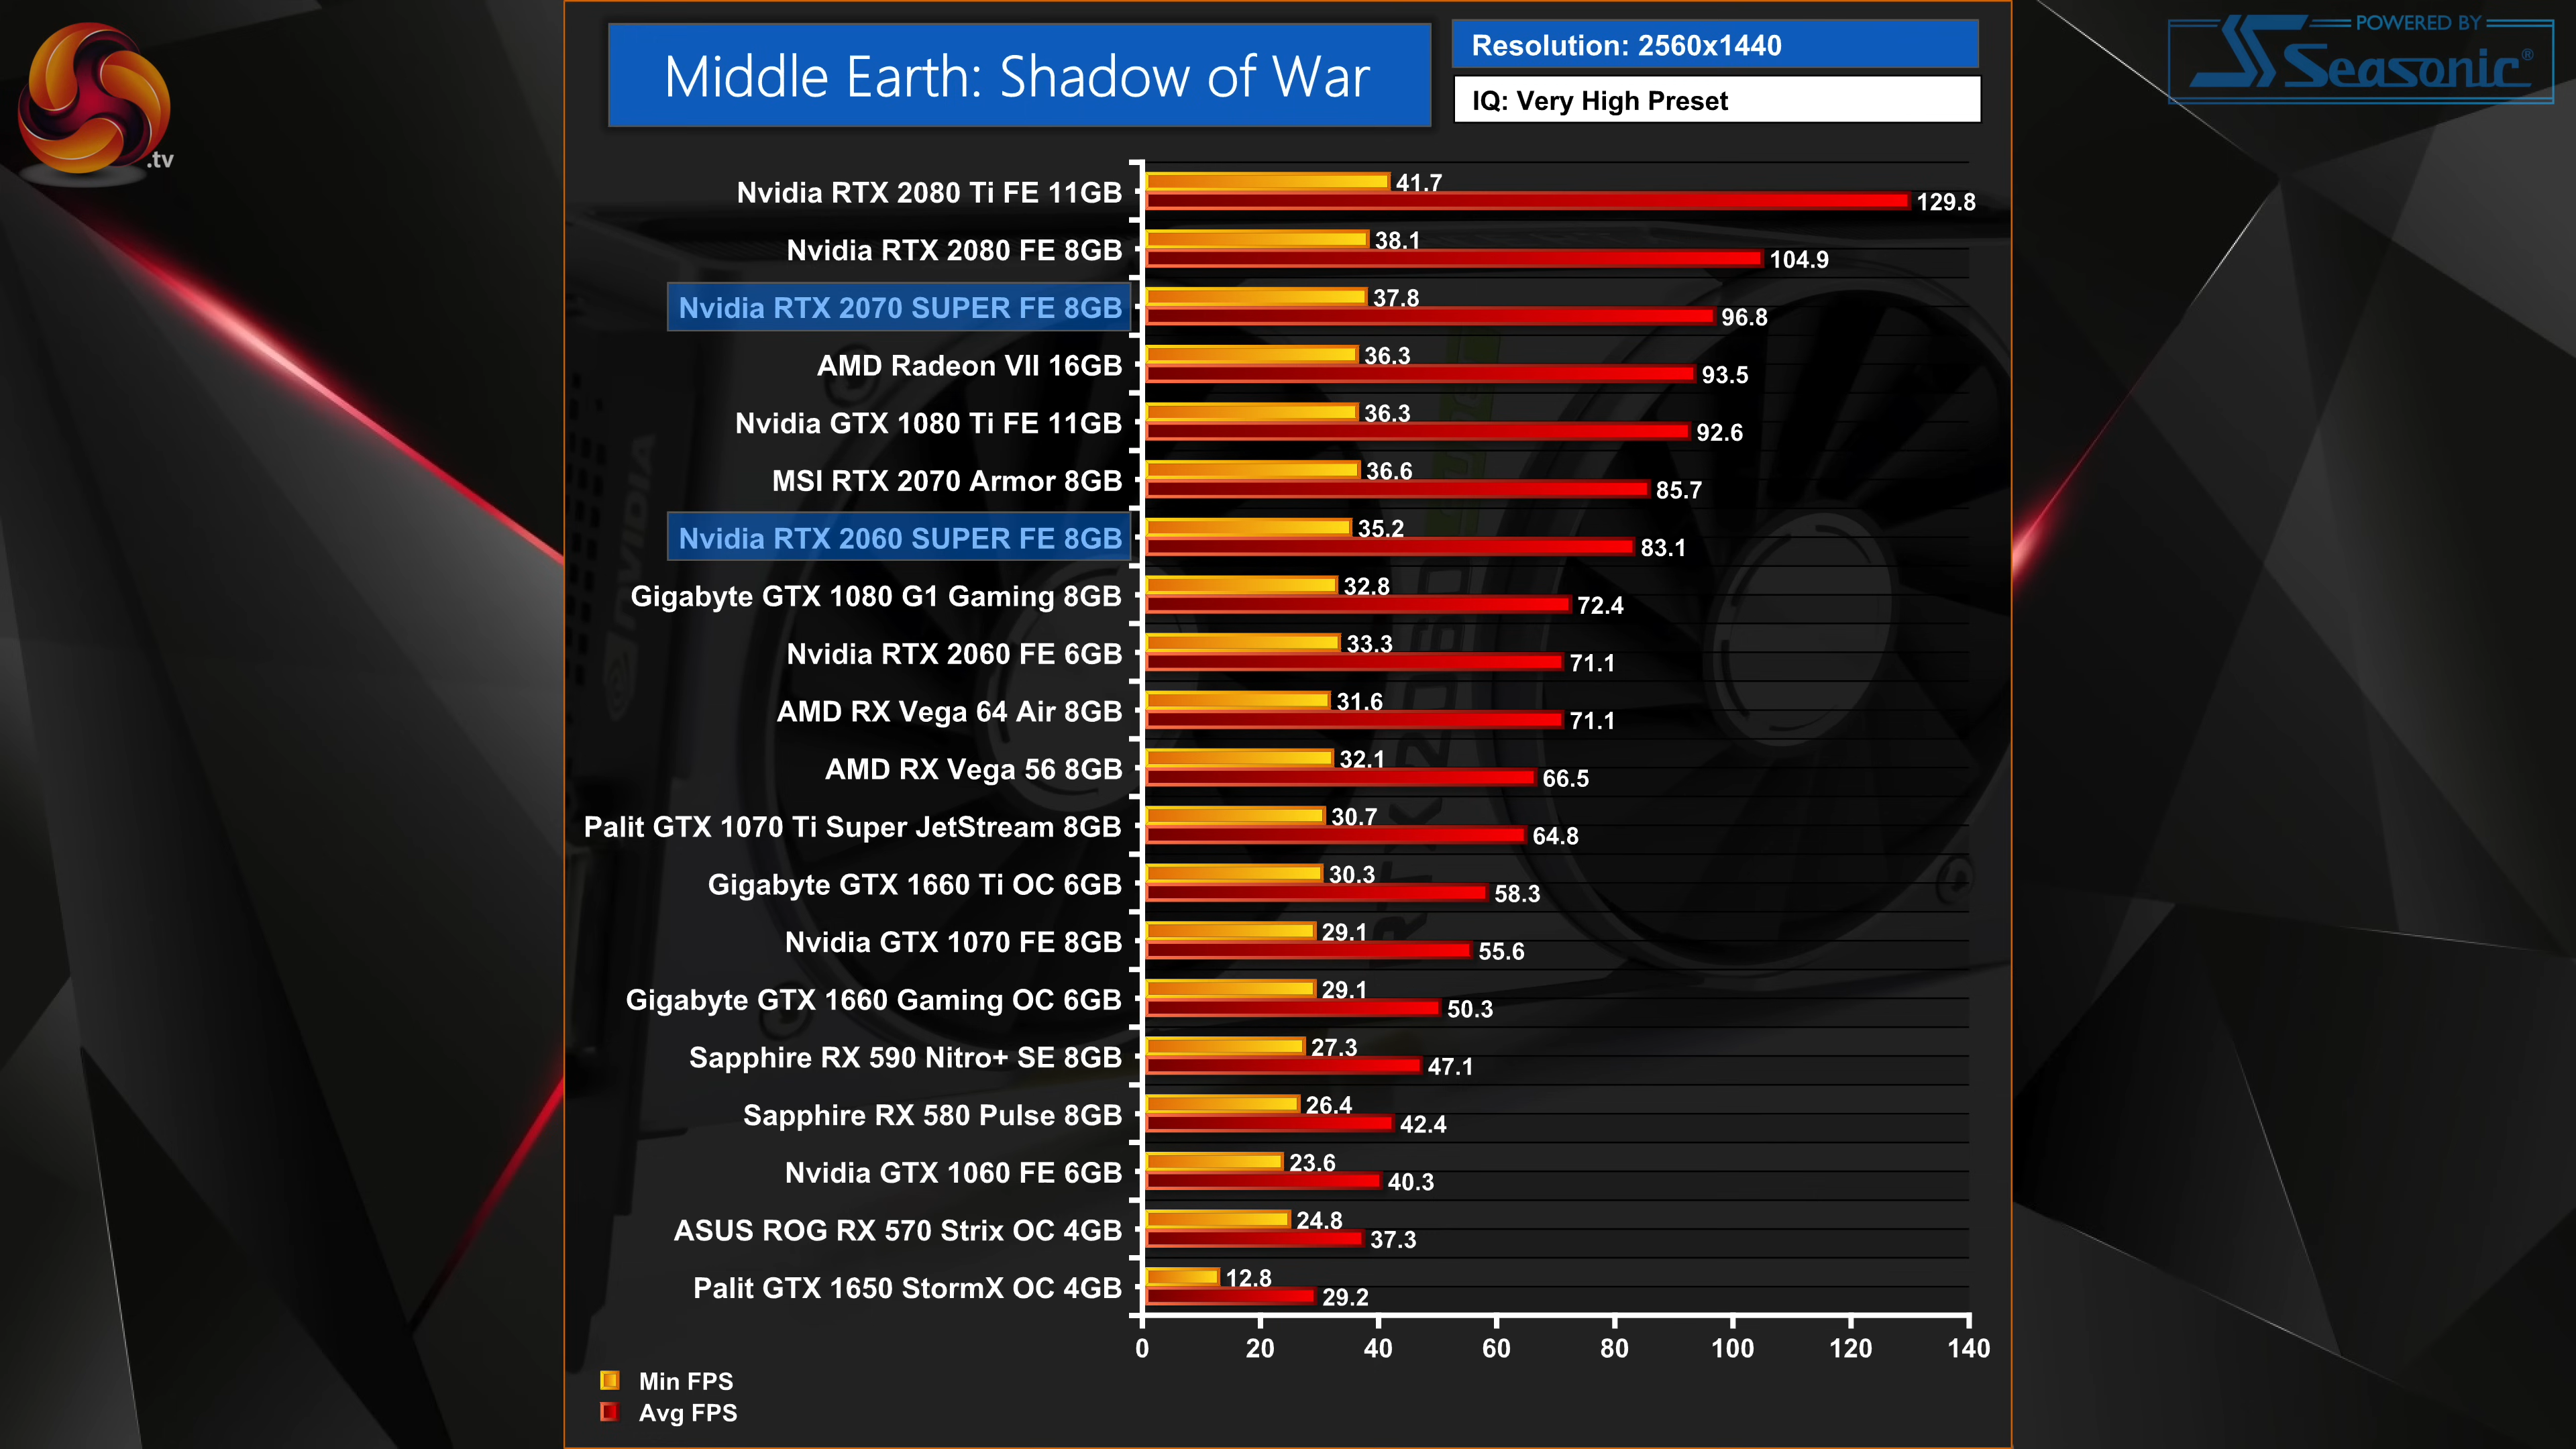 .tv
Middle Earth: Shadow of War
Resolution: 2560x1440
IQ: Very High Preset
POWERED BY
Seasonic®
Nvidia RTX 2080 Ti FE 11GB 41.7 129.8
Nvidia RTX 2080 FE 8GB 38.1 104.9
Nvidia RTX 2070 SUPER FE 8GB 37.8 96.8
AMD Radeon VII 16GB 36.3 93.5
Nvidia GTX 1080 Ti FE 11GB 36.3 92.6
MSI RTX 2070 Armor 8GB 36.6 85.7
Nvidia RTX 2060 SUPER FE 8GB 35.2 83.1
Gigabyte GTX 1080 G1 Gaming 8GB 32.8 72.4
Nvidia RTX 2060 FE 6GB 33.3 71.1
AMD RX Vega 64 Air 8GB 31.6 71.1
AMD RX Vega 56 8GB 32.1 66.5
Palit GTX 1070 Ti Super JetStream 8GB 30.7 64.8
Gigabyte GTX 1660 Ti OC 6GB 30.3 58.3
Nvidia GTX 1070 FE 8GB 29.1 55.6
Gigabyte GTX 1660 Gaming OC 6GB 29.1 50.3
Sapphire RX 590 Nitro+ SE 8GB 27.3 47.1
Sapphire RX 580 Pulse 8GB 26.4 42.4
Nvidia GTX 1060 FE 6GB 23.6 40.3
ASUS ROG RX 570 Strix OC 4GB 24.8 37.3
Palit GTX 1650 StormX OC 4GB 12.8 29.2
0 20 40 60 80 100 120 140
Min FPS
Avg FPS
NVIDIA